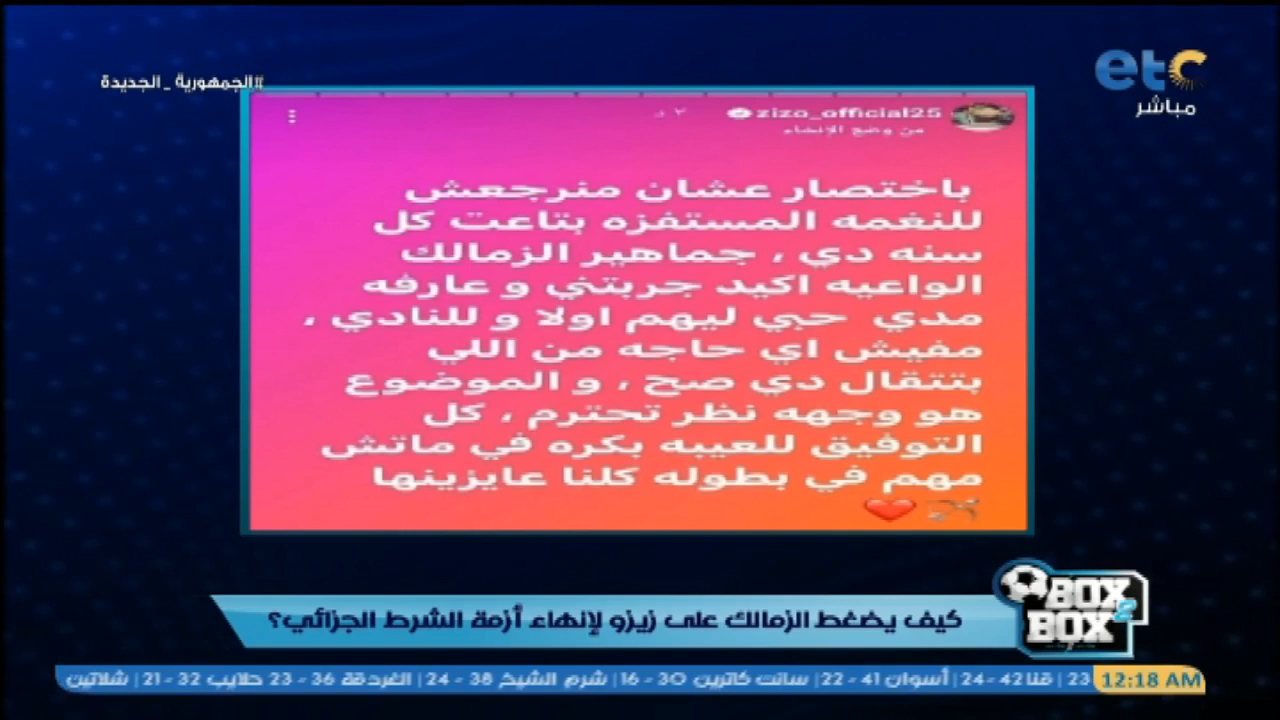 #الجمهورية_الجديدة
etc
مباشر
zizo_official25 ٢ د
من وضع الإنشاء
باختصار عشان منرجعش
للنغمه المستفزه بتاعت كل
سنه دي ، جماهير الزمالك
الواعيه اكيد جربتني و عارفه
مدي حبي ليهم اولا و للنادي ،
مفيش اي حاجه من اللي
بتتقال دي صح ، و الموضوع
هو وجهه نظر تحترم ، كل
التوفيق للعيبه بكره في ماتش
مهم في بطوله كلنا عايزينها
BOX
2
BOX
كيف يضغط الزمالك على زيزو لإنهاء أزمة الشرط الجزائي؟
12:18 AM
23 | قنا 42 - 24 | أسوان 41 - 22 | سانت كاترين 30 - 16 | شرم الشيخ 38 - 24 | الغردقة 36 - 23 حلايب 32 - 21 | شلاتين